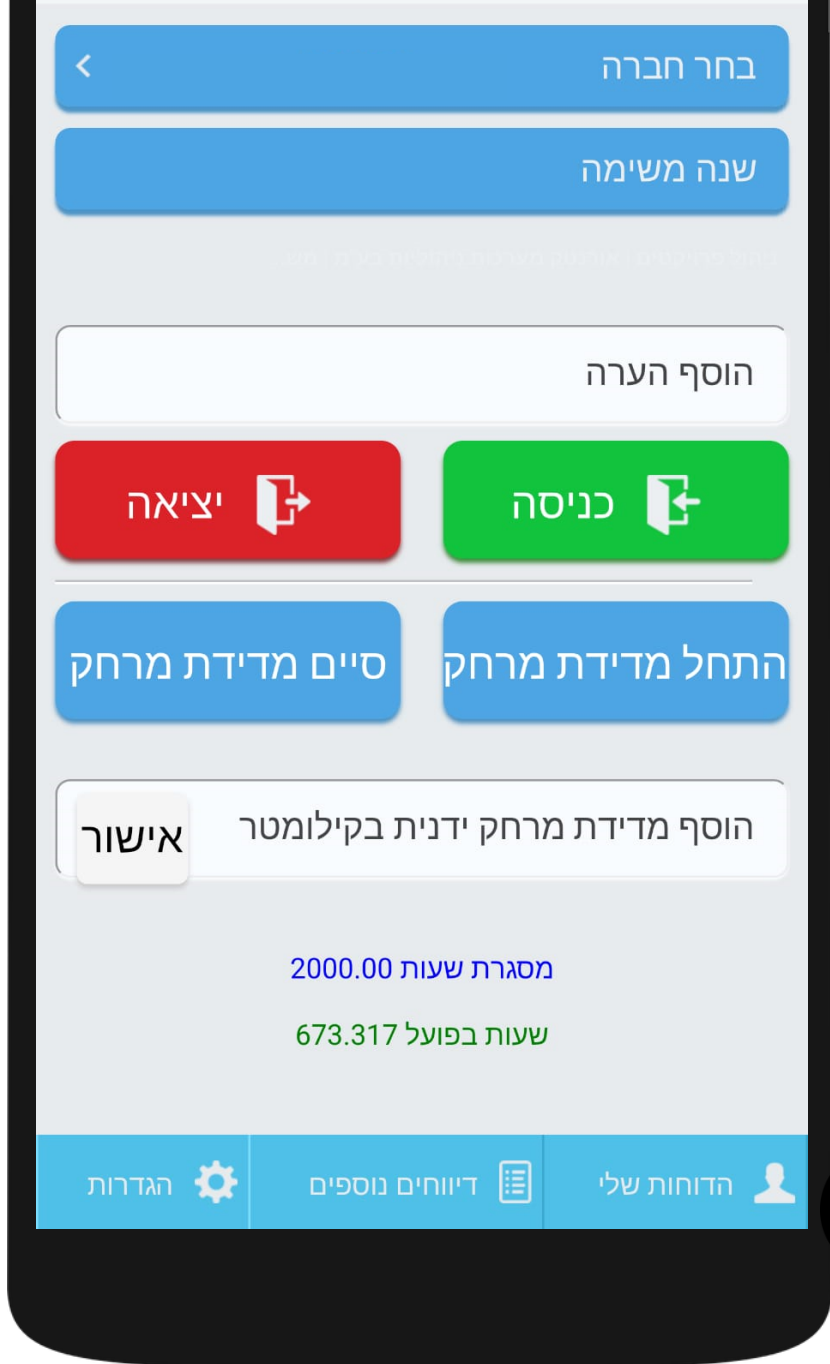 בחר חברה
שנה משימה
הוסף הערה
כניסה
יציאה
התחל מדידת מרחק
סיים מדידת מרחק
הוסף מדידת מרחק ידנית בקילומטר
אישור
מסגרת שעות 2000.00
שעות בפועל 673.317
הדוחות שלי
דיווחים נוספים
הגדרות